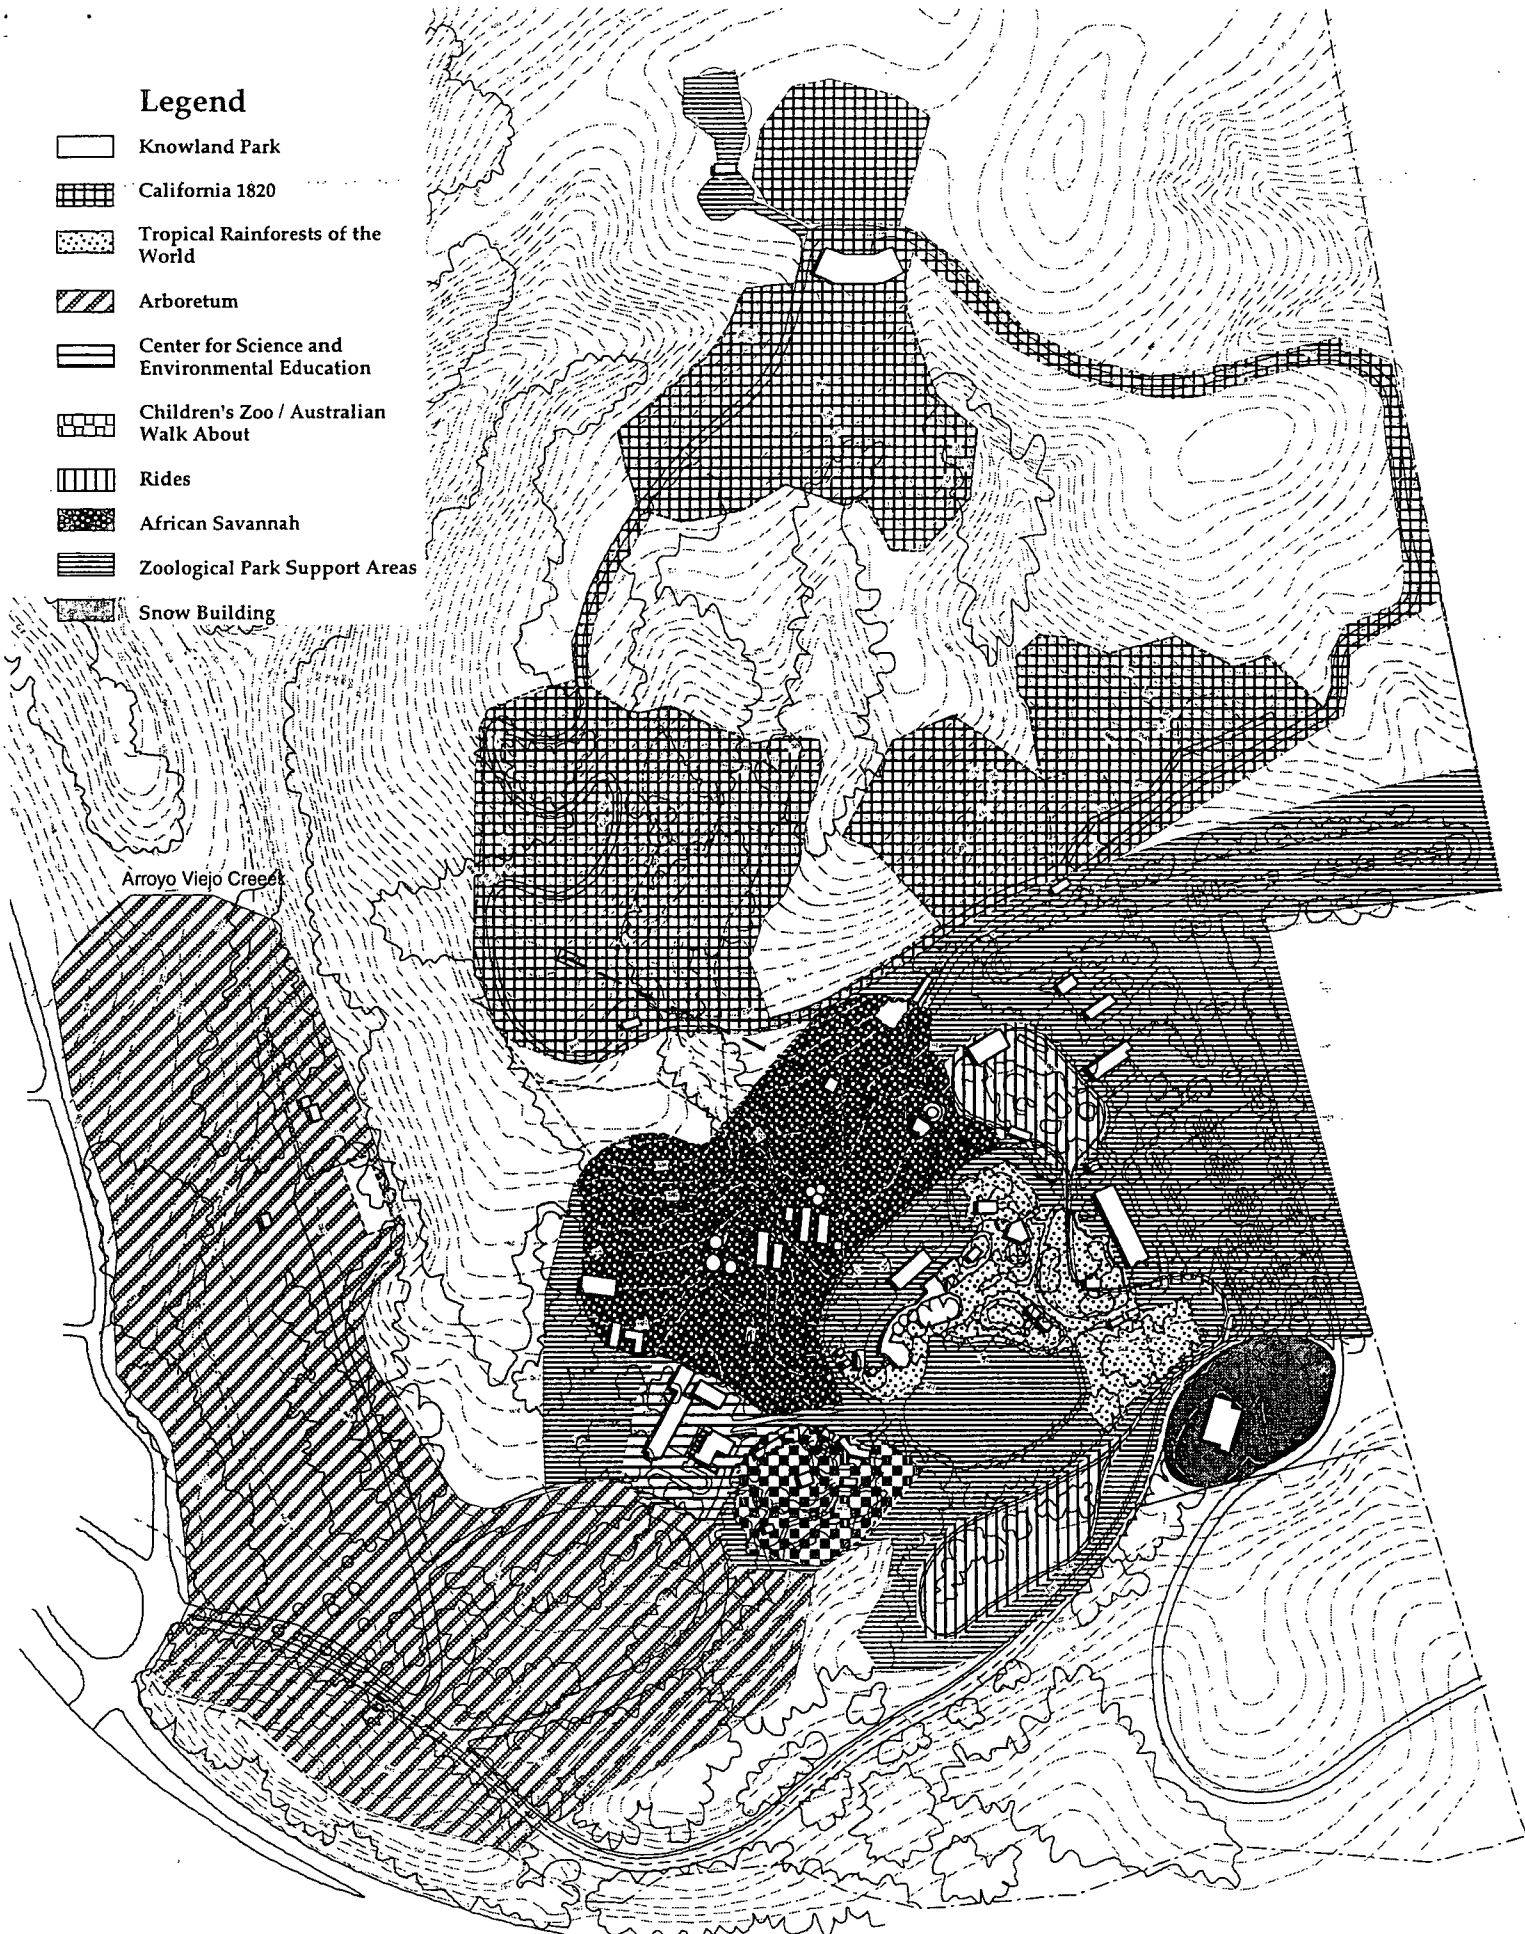 Legend
Knowland Park
California 1820
Tropical Rainforests of the
World
Arboretum
Center for Science and
Environmental Education
Children's Zoo / Australian
Walk About
Rides
African Savannah
Zoological Park Support Areas
Snow Building
Arroyo Viejo Creeek